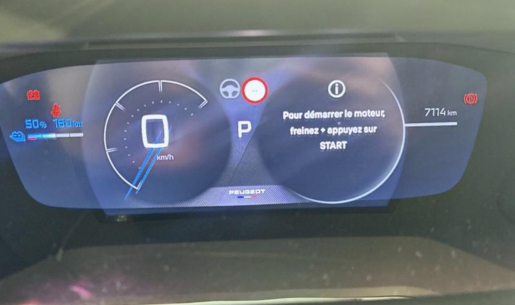 50%
0
km/h
P
PEUGEOT
Pour démarrer le moteur,
freinez + appuyez sur
START
7114 km